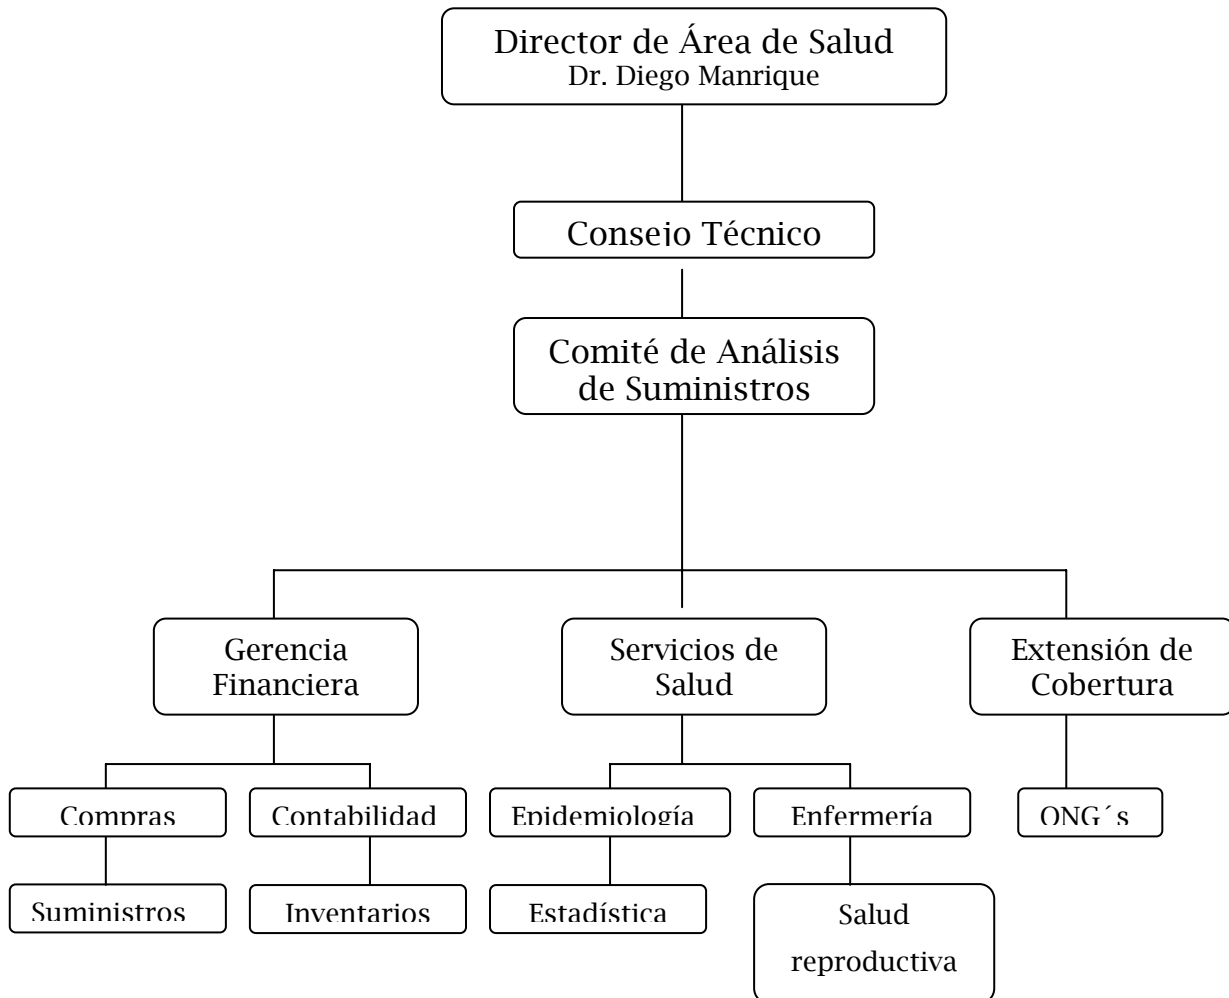 Director de Área de Salud
Dr. Diego Manrique
Consejo Técnico
Comité de Análisis
de Suministros
Gerencia
Financiera
Servicios de
Salud
Extensión de
Cobertura
Compras
Contabilidad
Epidemiología
Enfermería
ONG´s
Suministros
Inventarios
Estadística
Salud
reproductiva